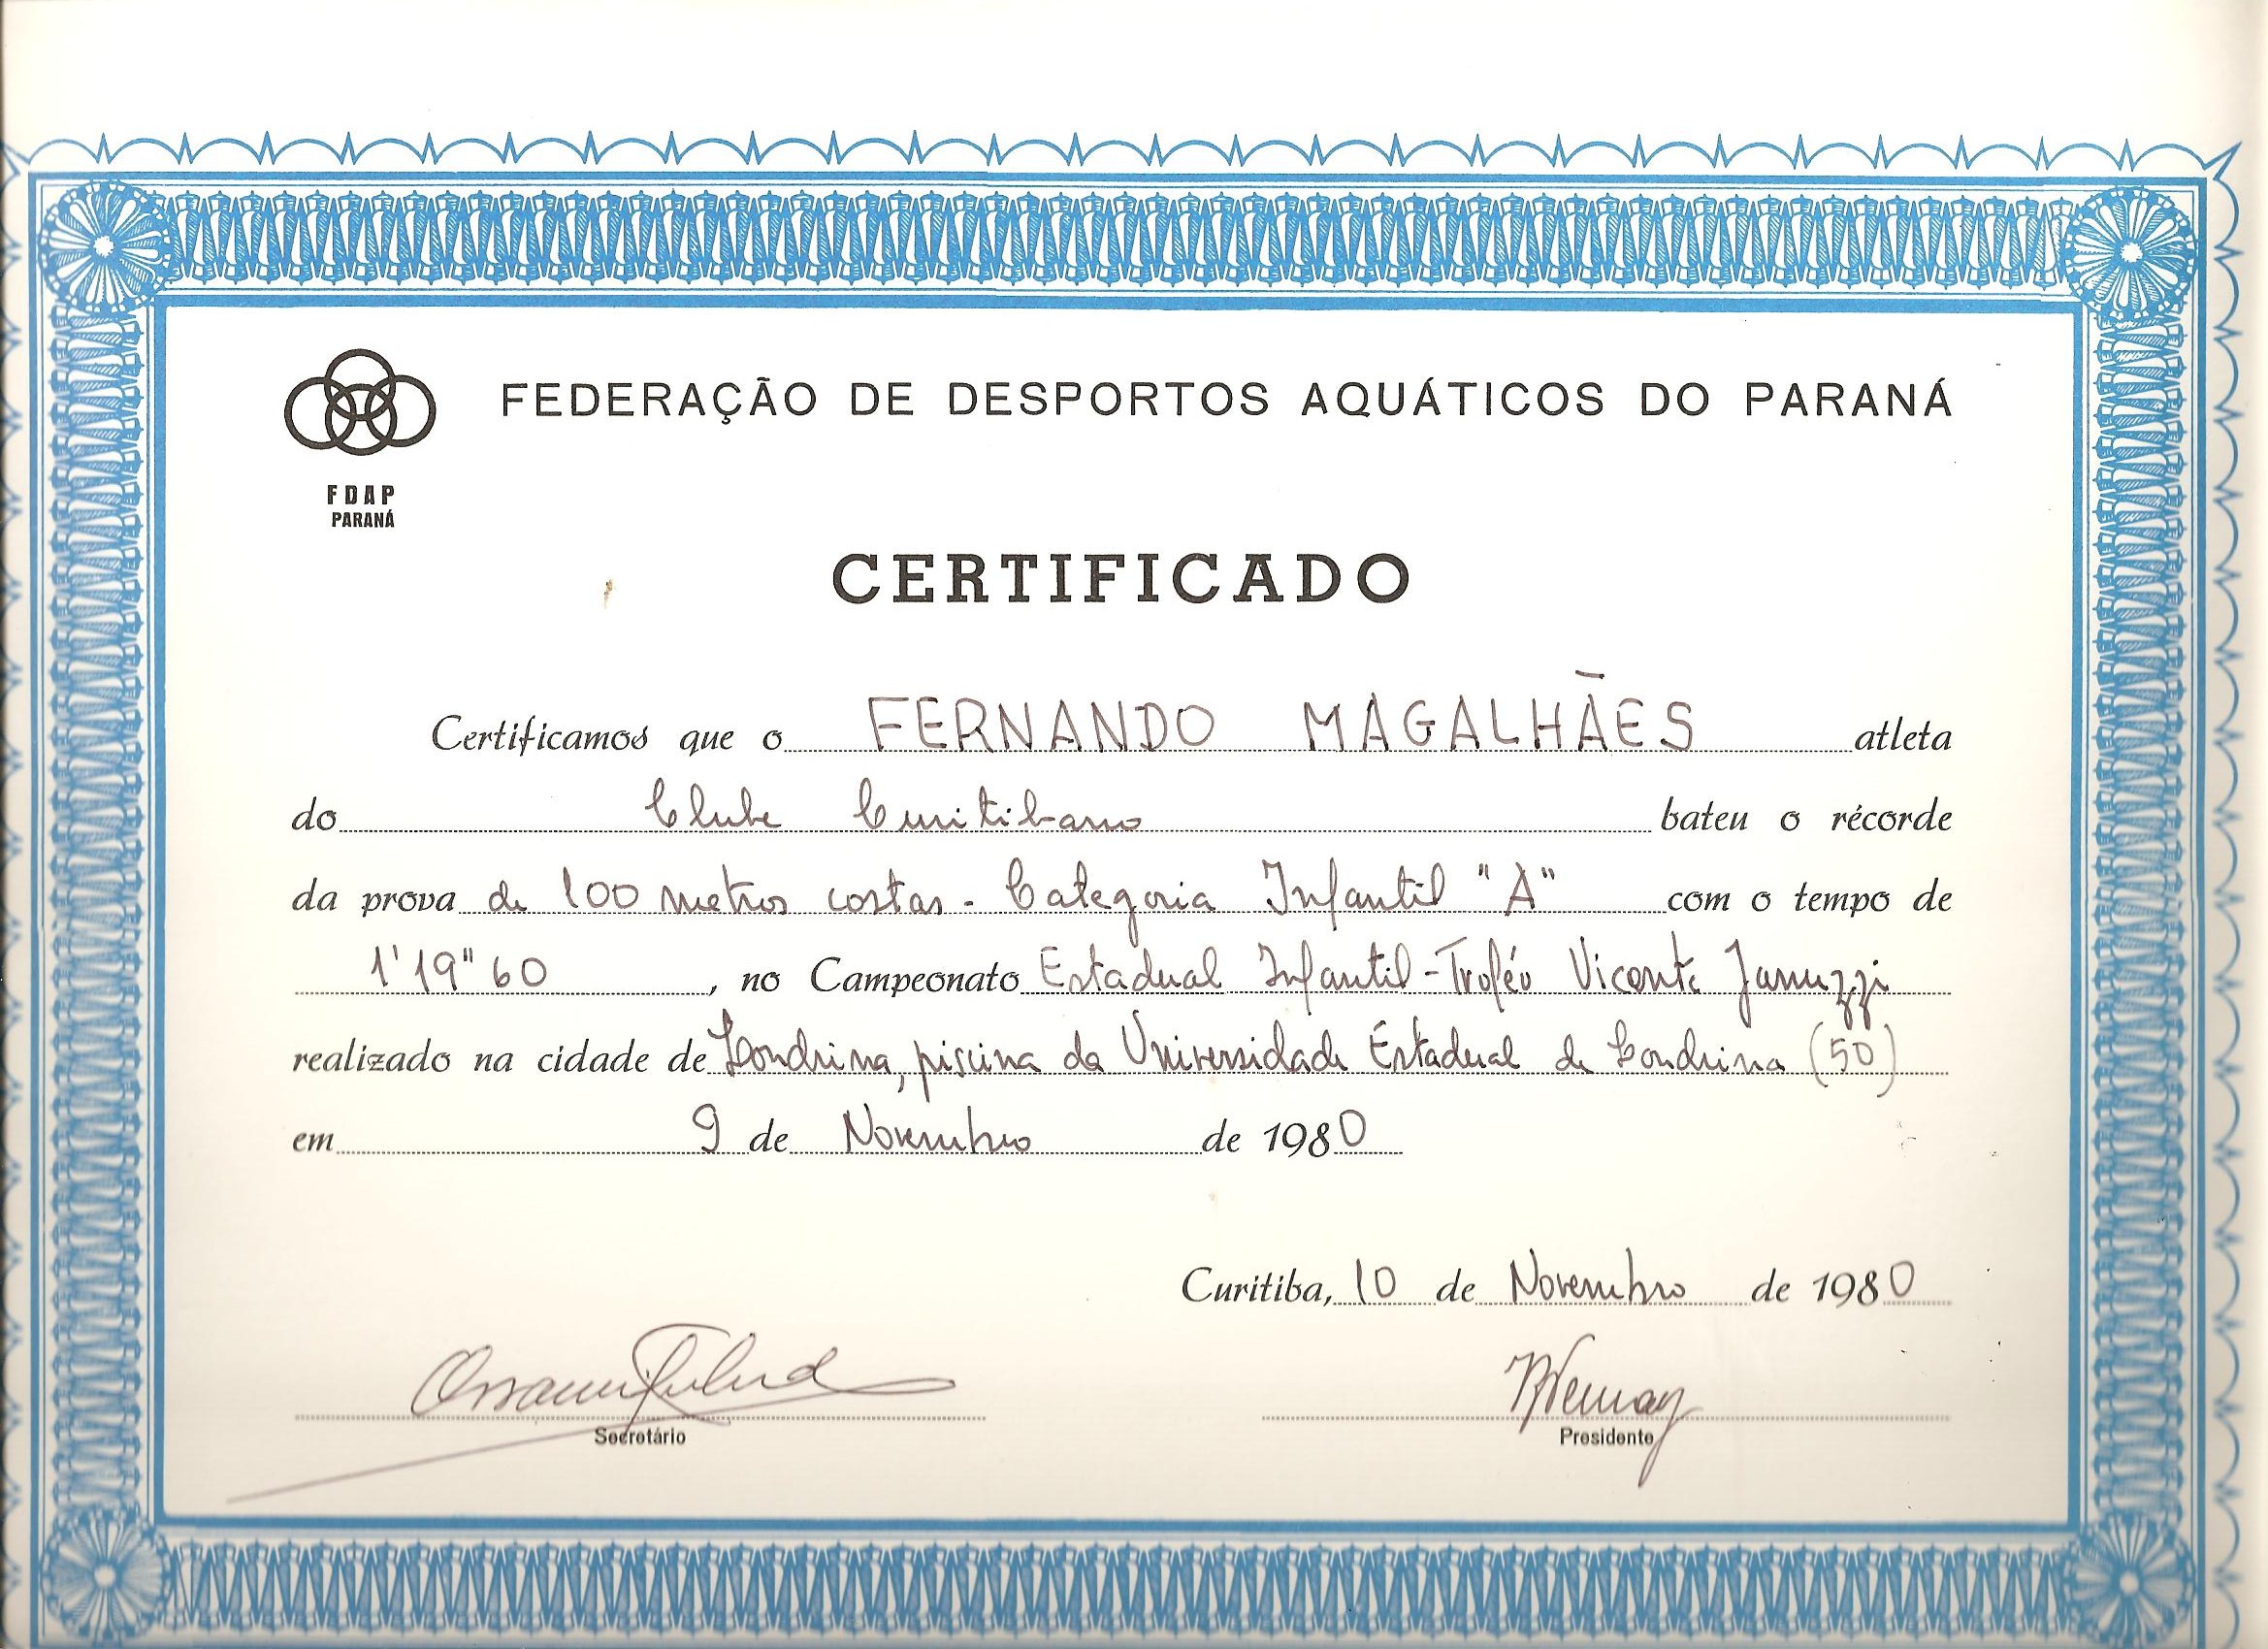 FEDERAÇÃO DE DESPORTOS AQUÁTICOS DO PARANÁ
FDAP
PARANÁ
CERTIFICADO
Certificamos que o FERNANDO MAGALHÃES atleta
do Clube Curitibano bateu o récorde
da prova de 100 metros costas - Categoria Infantil "A" com o tempo de
1'19"60, no Campeonato Estadual Infantil - Troféu Vicente Januzzi
realizado na cidade de Londrina, piscina da Universidade Estadual de Londrina (50)
em 9 de Novembro de 1980
Curitiba, 10 de Novembro de 1980
Secretário
Presidente